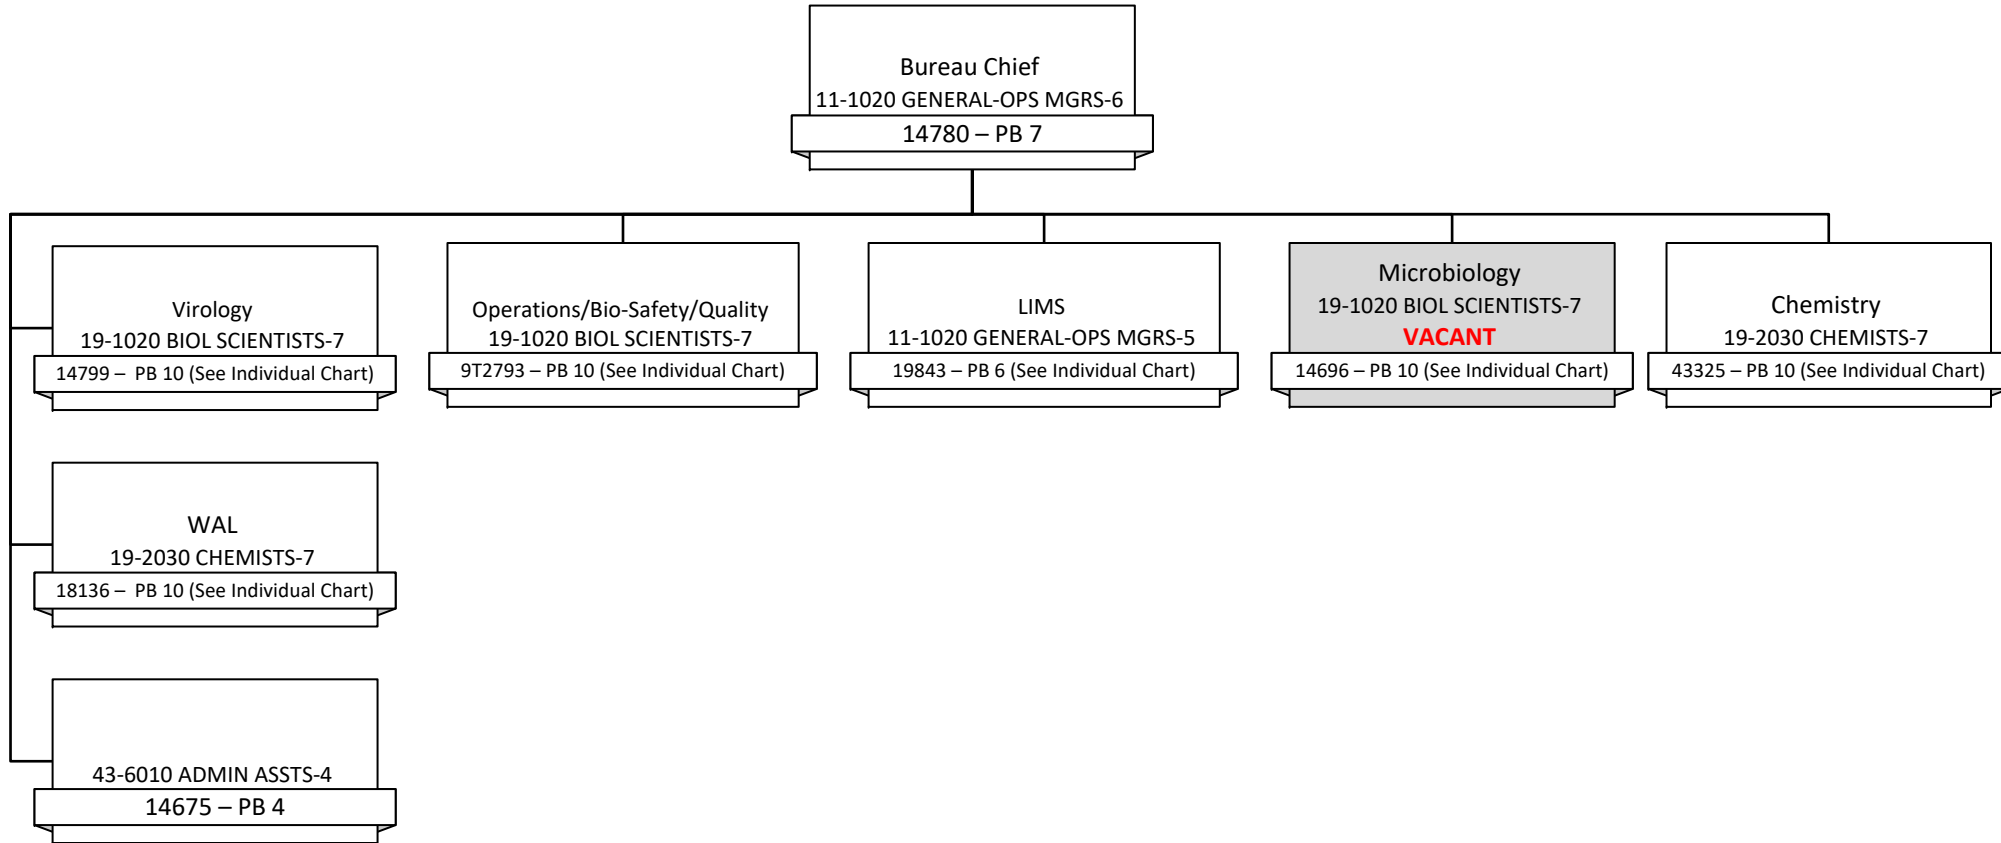 Bureau Chief
11-1020 GENERAL-OPS MGRS-6
14780 – PB 7
Virology
19-1020 BIOL SCIENTISTS-7
14799 –  PB 10 (See Individual Chart)
Operations/Bio-Safety/Quality
19-1020 BIOL SCIENTISTS-7
9T2793 – PB 10 (See Individual Chart)
LIMS
11-1020 GENERAL-OPS MGRS-5
19843 – PB 6 (See Individual Chart)
Microbiology
19-1020 BIOL SCIENTISTS-7
VACANT
14696 – PB 10 (See Individual Chart)
Chemistry
19-2030 CHEMISTS-7
43325 – PB 10 (See Individual Chart)
WAL
19-2030 CHEMISTS-7
18136 –  PB 10 (See Individual Chart)
43-6010 ADMIN ASSTS-4
14675 – PB 4